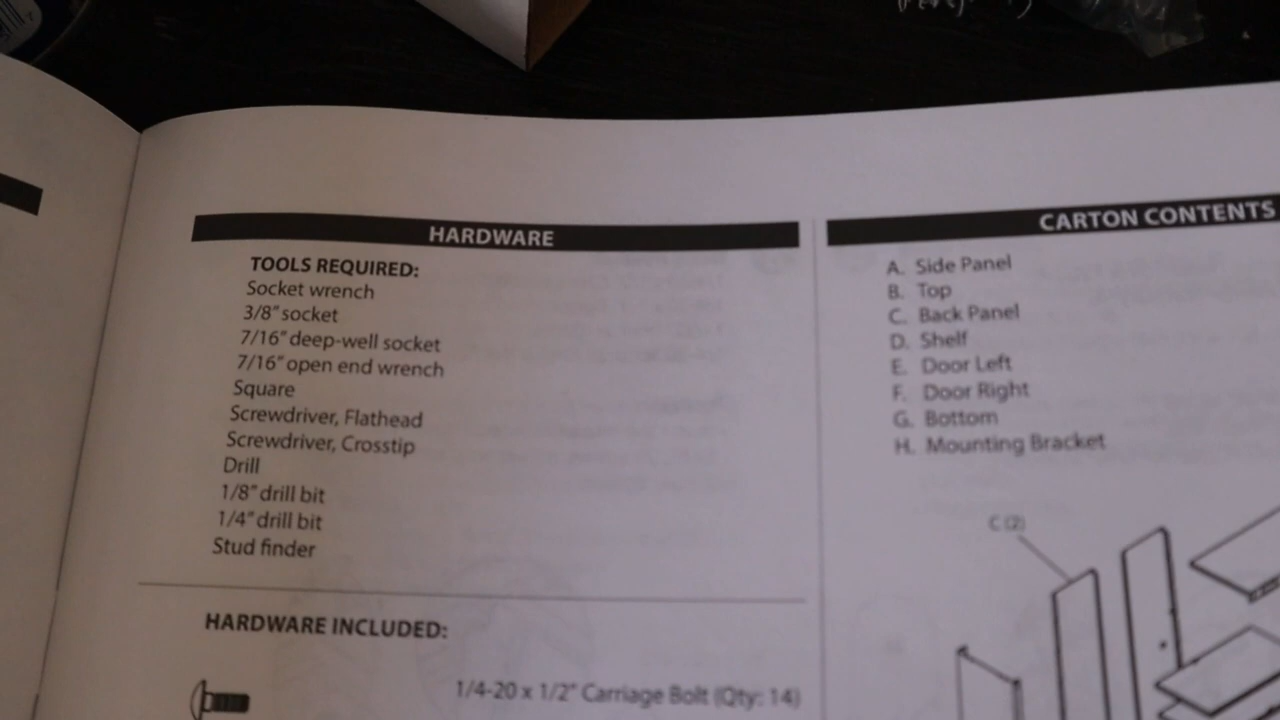 HARDWARE
TOOLS REQUIRED:
Socket wrench
3/8" socket
7/16" deep-well socket
7/16" open end wrench
Square
Screwdriver, Flathead
Screwdriver, Crosstip
Drill
1/8" drill bit
1/4" drill bit
Stud finder
HARDWARE INCLUDED:
1/4-20 x 1/2" Carriage Bolt (Qty: 14)
CARTON CONTENTS
A. Side Panel
B. Top
C. Back Panel
D. Shelf
E. Door Left
F. Door Right
G. Bottom
H. Mounting Bracket
C (2)